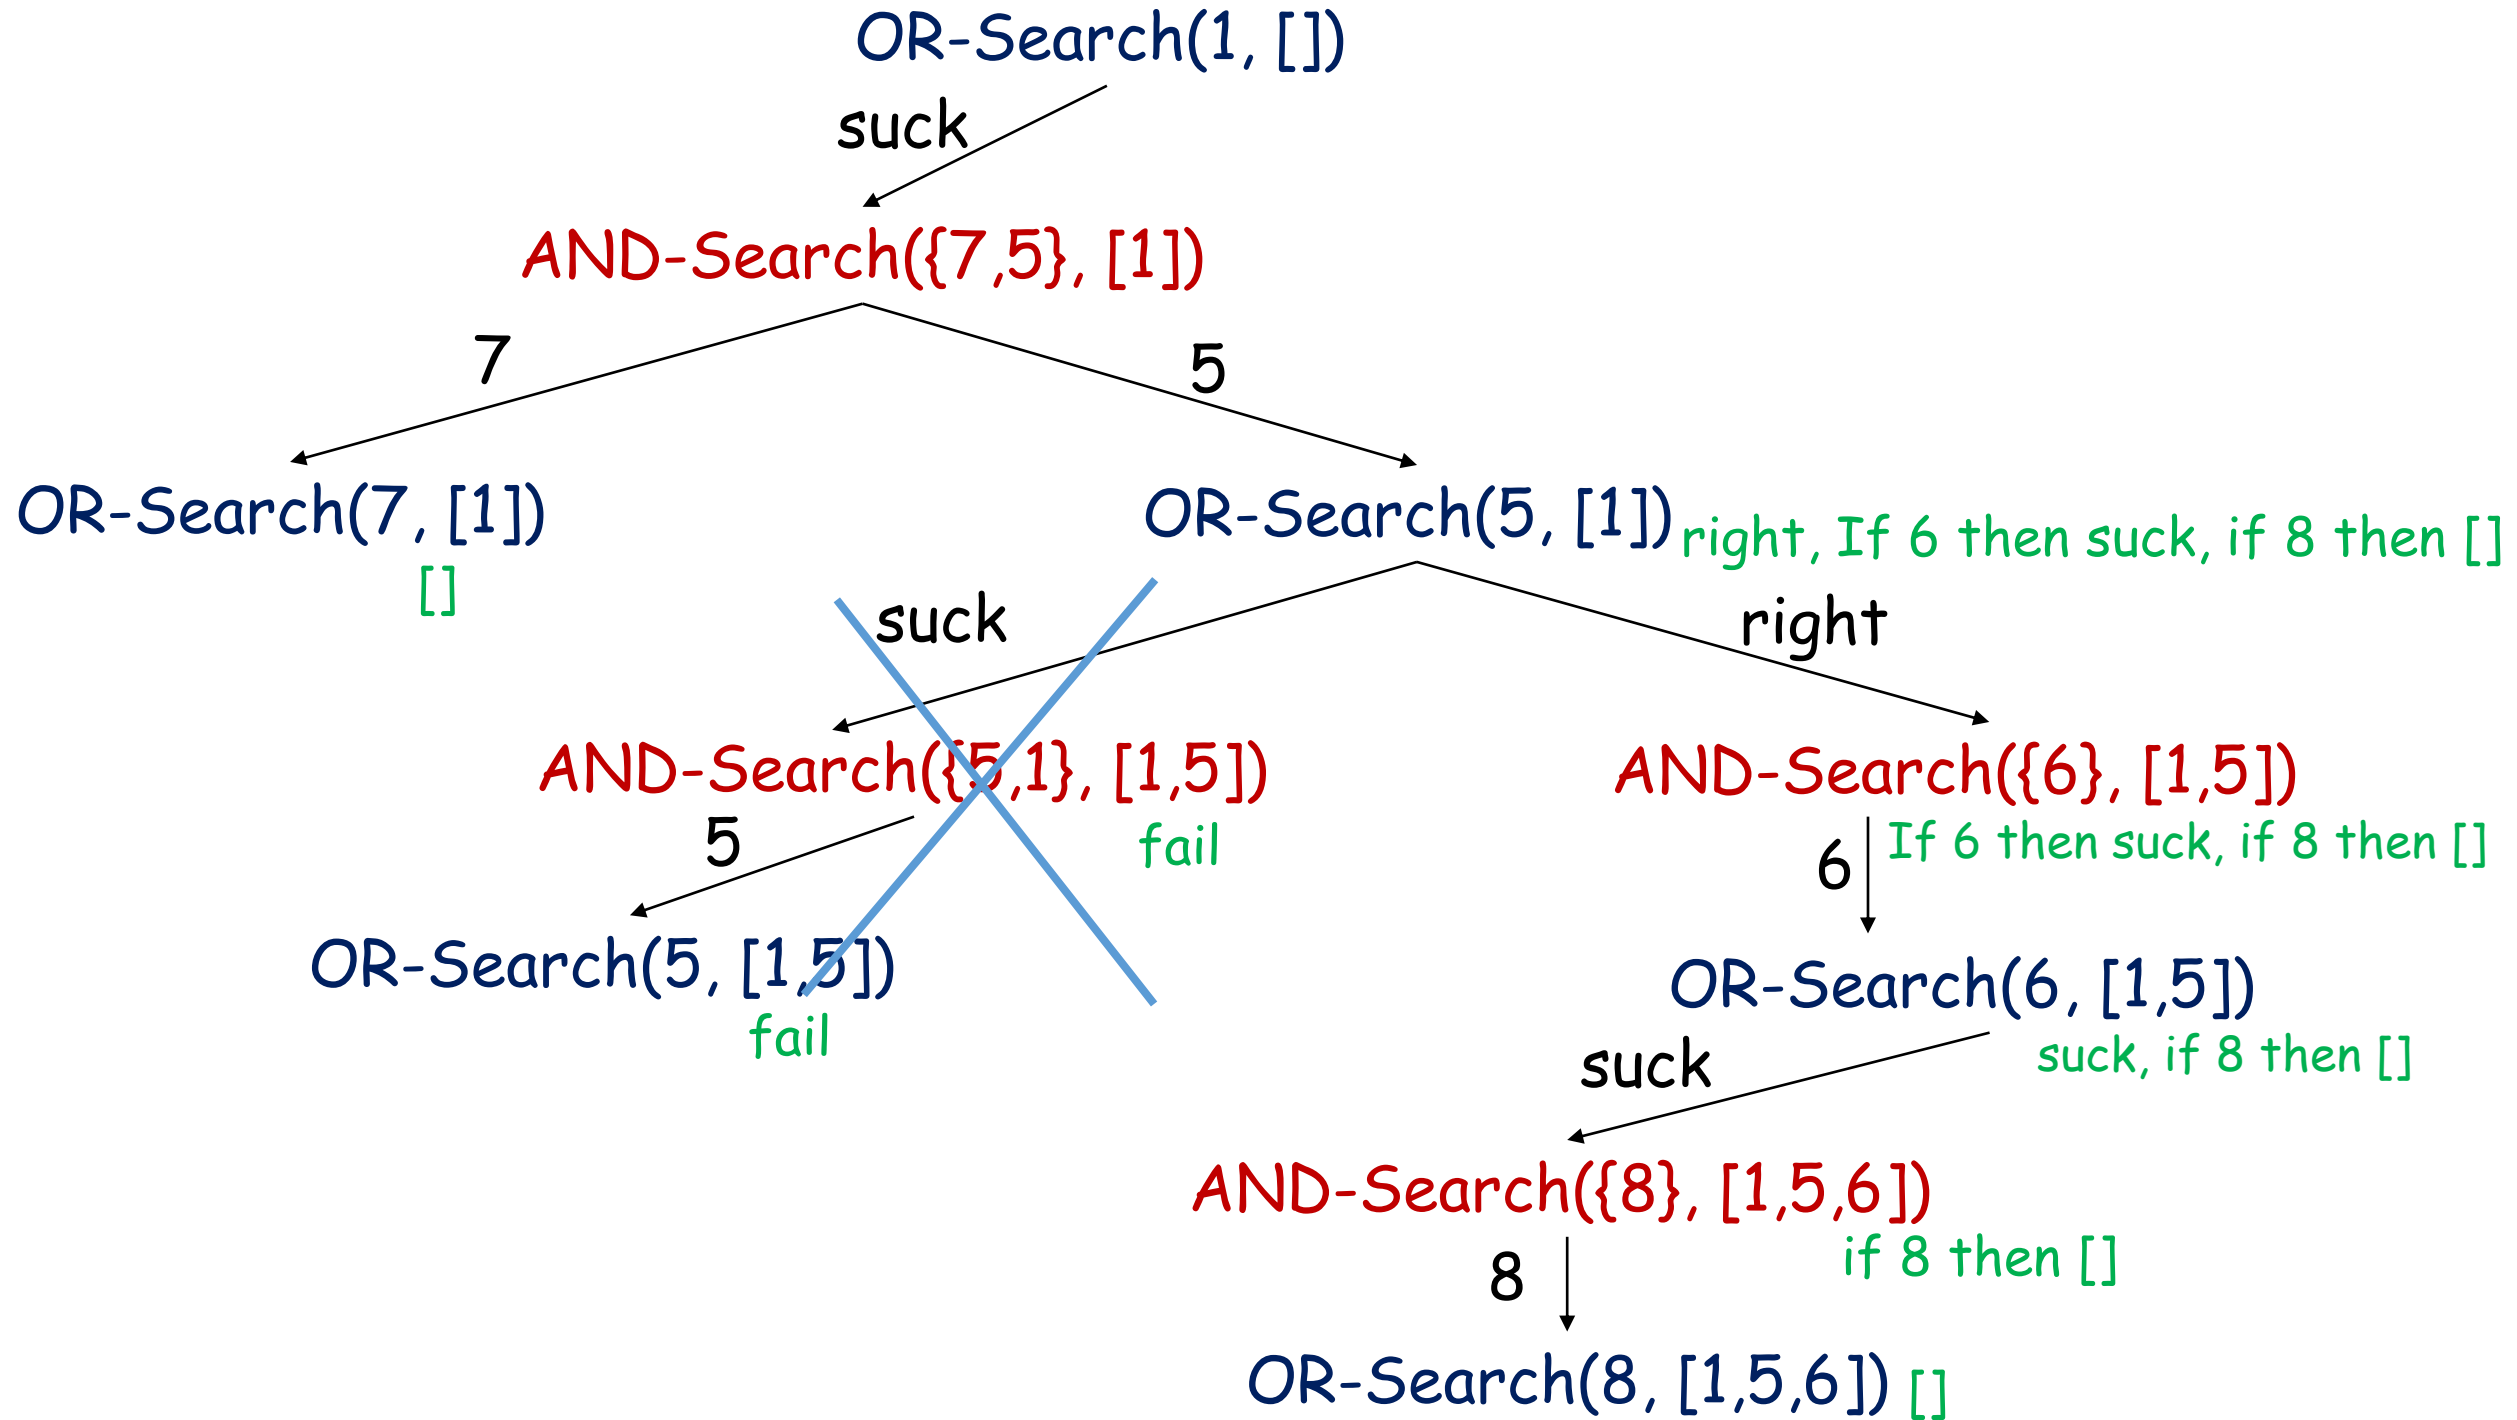 OR-Search(1, [])
suck
AND-Search({7,5}, [1])
7
5
OR-Search(7, [1])
[]
OR-Search(5, [1])
right, If 6 then suck, if 8 then []
suck
right
AND-Search({5,1}, [1,5])
fail
AND-Search({6}, [1,5])
If 6 then suck, if 8 then []
5
6
OR-Search(5, [1,5])
fail
OR-Search(6, [1,5])
suck, if 8 then []
suck
AND-Search({8}, [1,5,6])
if 8 then []
8
OR-Search(8, [1,5,6])
[]